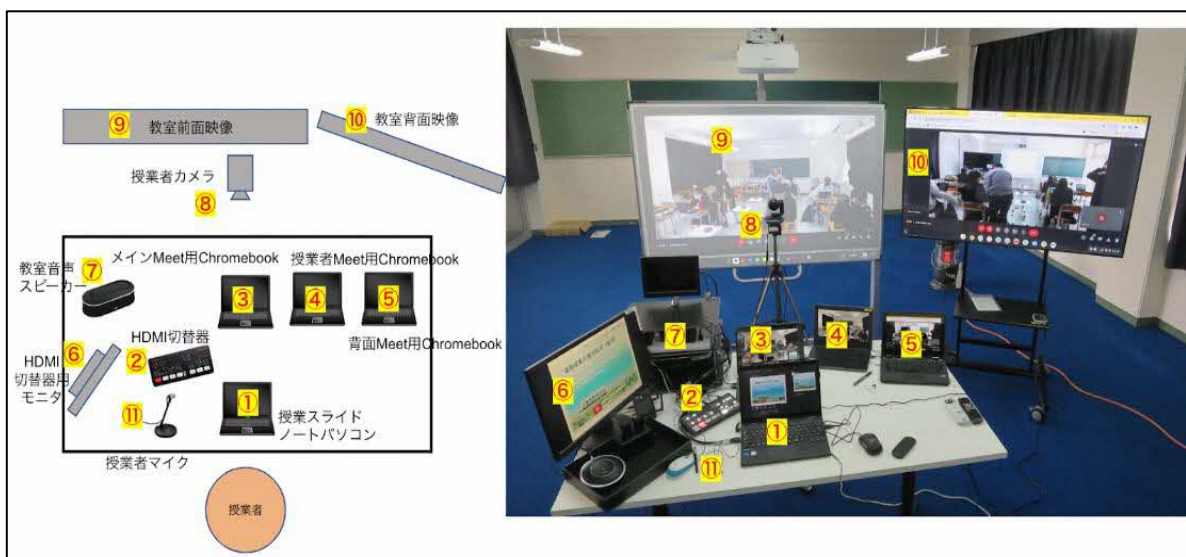 ⑨
教室前面映像
⑩
教室背面映像
授業者カメラ
⑧
教室音声
スピーカー
⑦
メインMeet用Chromebook
授業者Meet用Chromebook
③
④
⑤
背面Meet用Chromebook
HDMI切替器
②
⑥
HDMI
切替器用
モニタ
⑪
授業者マイク
①
授業スライド
ノートパソコン
授業者
⑨
⑩
⑧
⑦
③
④
⑤
⑥
②
①
⑪